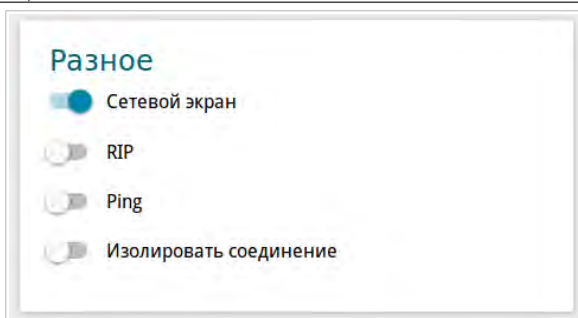 Разное
Сетевой экран
RIP
Ping
Изолировать соединение